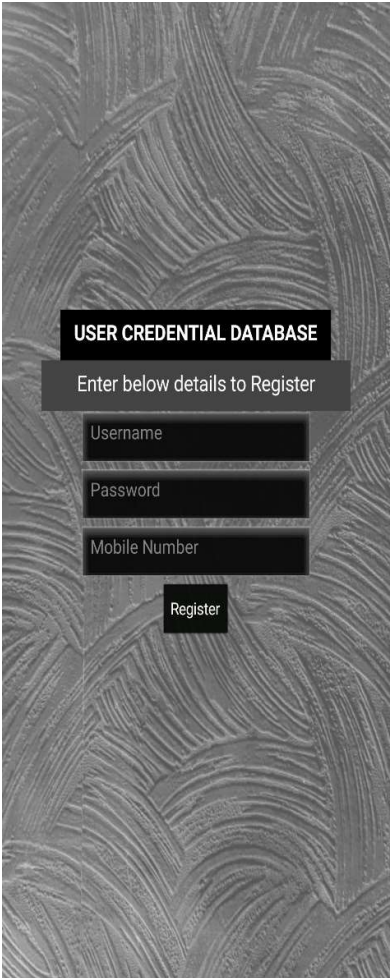 USER CREDENTIAL DATABASE
Enter below details to Register
Username
Password
Mobile Number
Register